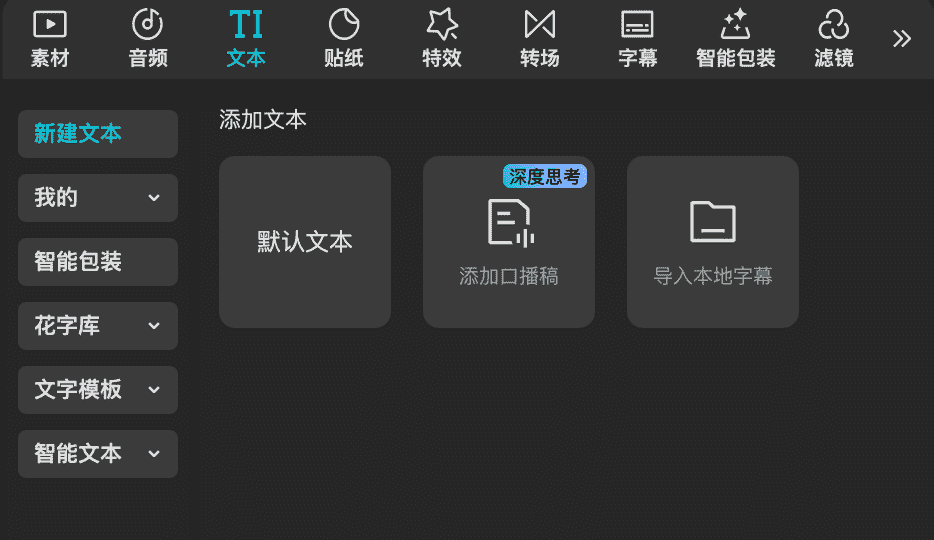 素材 音频 TI 文本 贴纸 特效 转场 字幕 智能包装 滤镜
新建文本
我的
智能包装
花字库
文字模板
智能文本
添加文本
默认文本
深度思考
添加口播稿
导入本地字幕